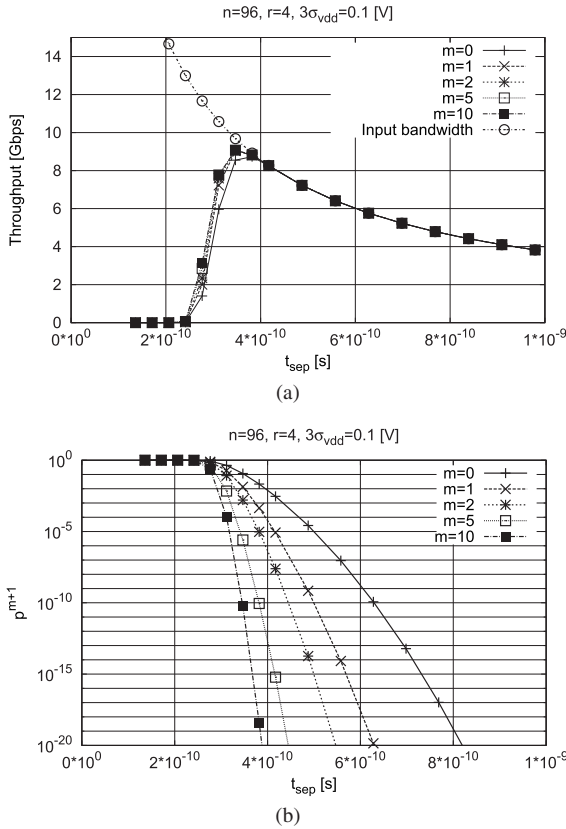 n=96, r=4, 3σvdd=0.1 [V]
Throughput [Gbps]
14
12
10
8
6
4
2
0
m=0
m=1
m=2
m=5
m=10
Input bandwidth
0*10^0 2*10^-10 4*10^-10 6*10^-10 8*10^-10 1*10^-9
t_sep [s]
(a)
n=96, r=4, 3σvdd=0.1 [V]
p^m+1
10^0
10^-5
10^-10
10^-15
10^-20
m=0
m=1
m=2
m=5
m=10
0*10^0 2*10^-10 4*10^-10 6*10^-10 8*10^-10 1*10^-9
t_sep [s]
(b)